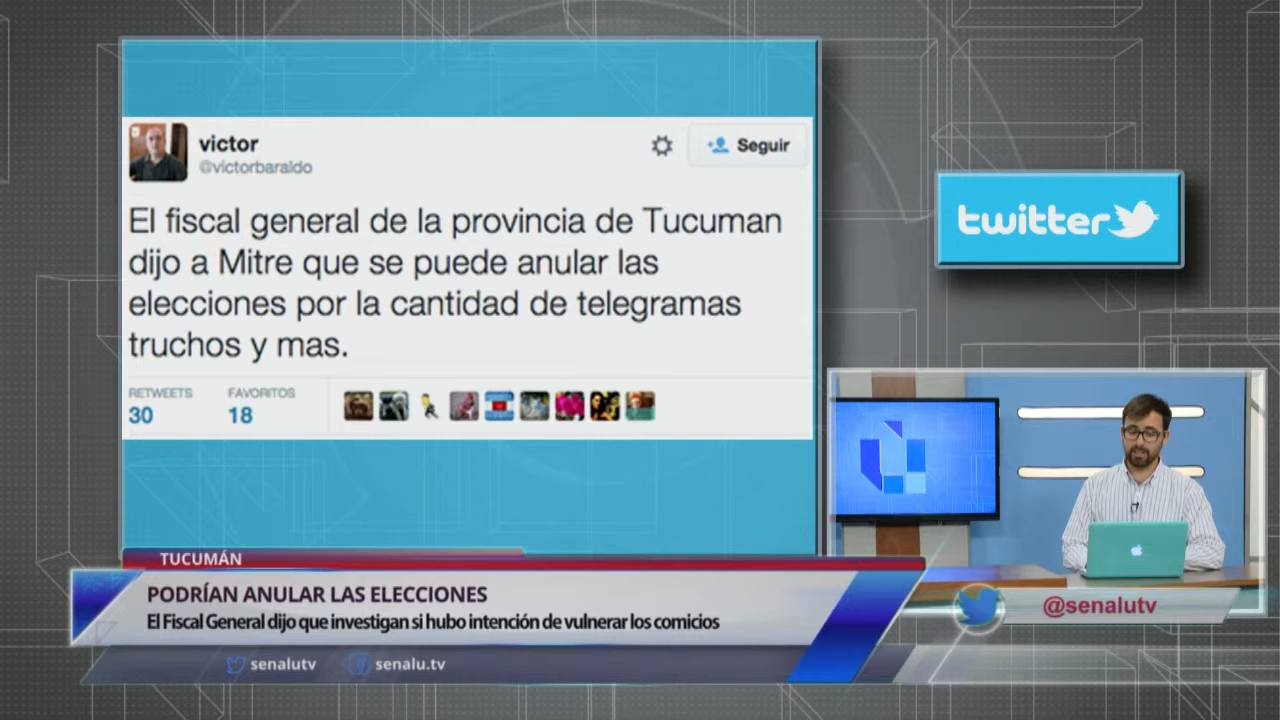 victor
@victorbaraldo
Seguir
El fiscal general de la provincia de Tucuman
dijo a Mitre que se puede anular las
elecciones por la cantidad de telegramas
truchos y mas.
RETWEETS
FAVORITOS
30
18
twitter
TUCUMÁN
PODRÍAN ANULAR LAS ELECCIONES
El Fiscal General dijo que investigan si hubo intención de vulnerar los comicios
senalutv
senalu.tv
@senalutv